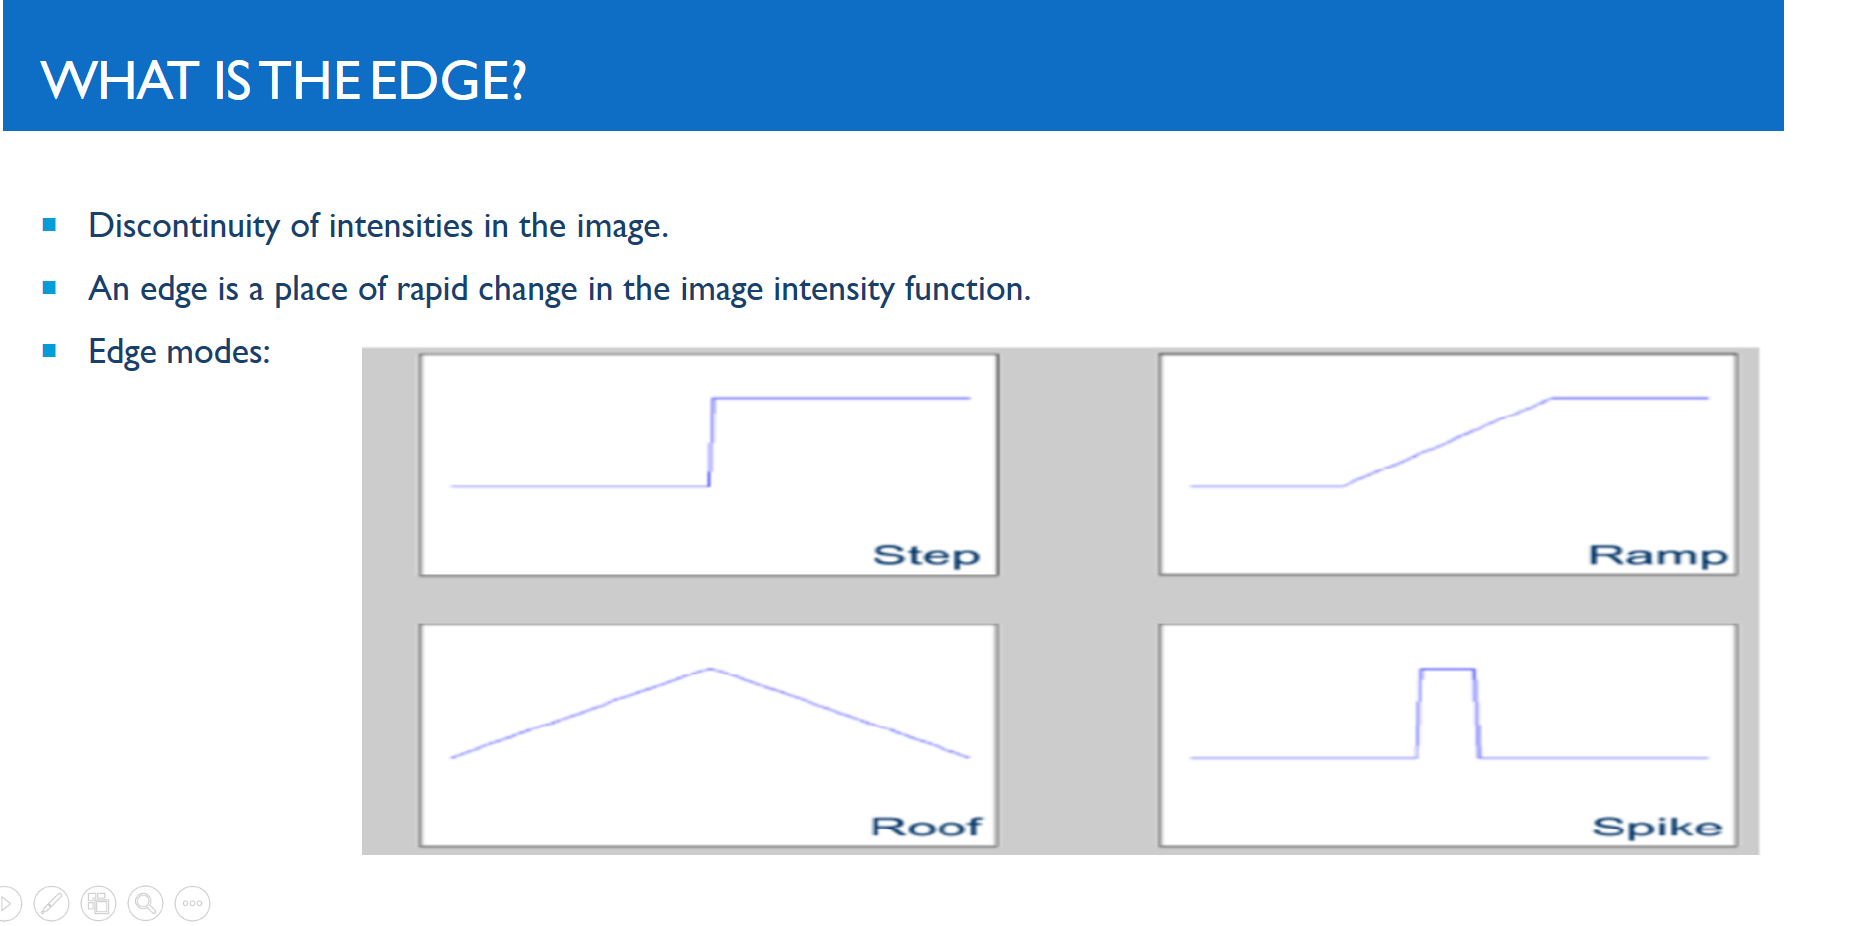 WHAT IS THE EDGE?
Discontinuity of intensities in the image.
An edge is a place of rapid change in the image intensity function.
Edge modes:
Step
Ramp
Roof
Spike